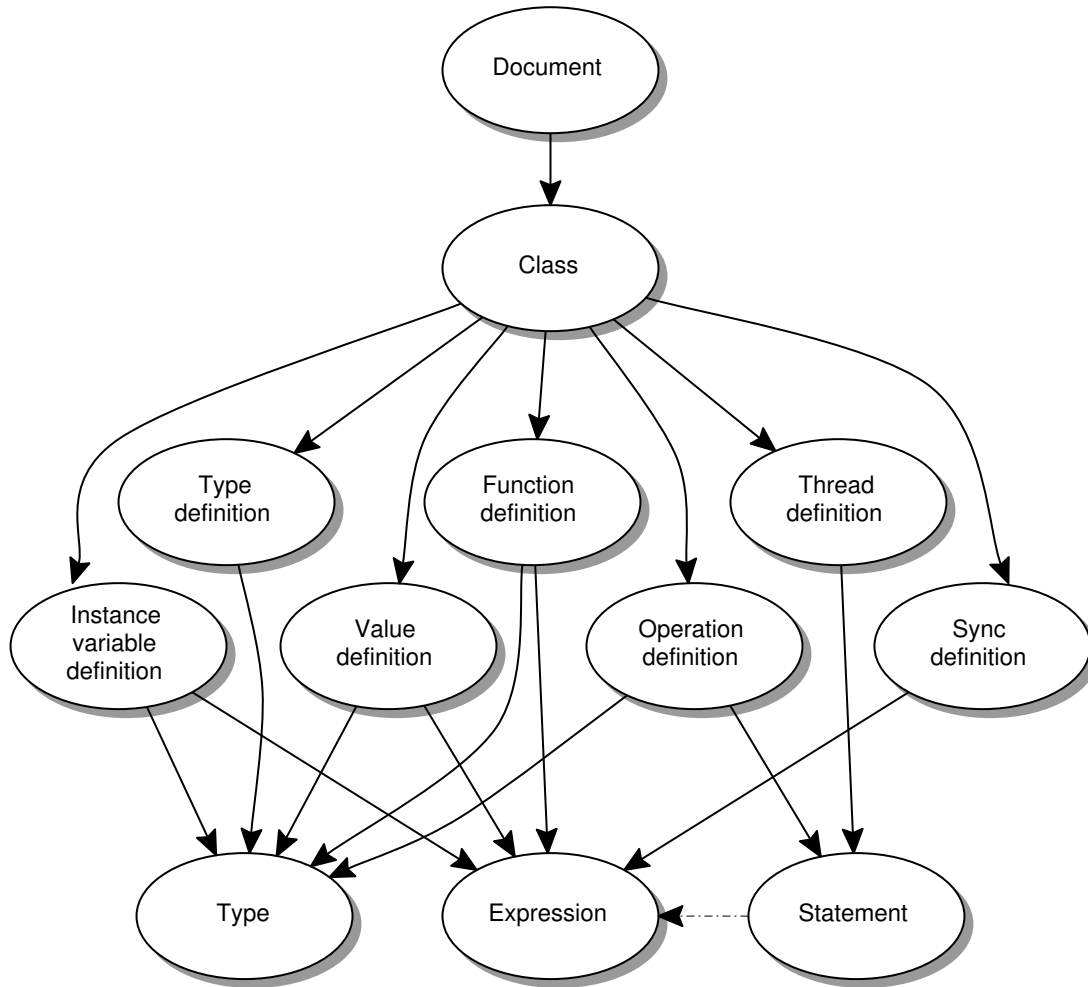 Document
Class
Type
definition
Function
definition
Thread
definition
Instance
variable
definition
Value
definition
Operation
definition
Sync
definition
Type
Expression
Statement